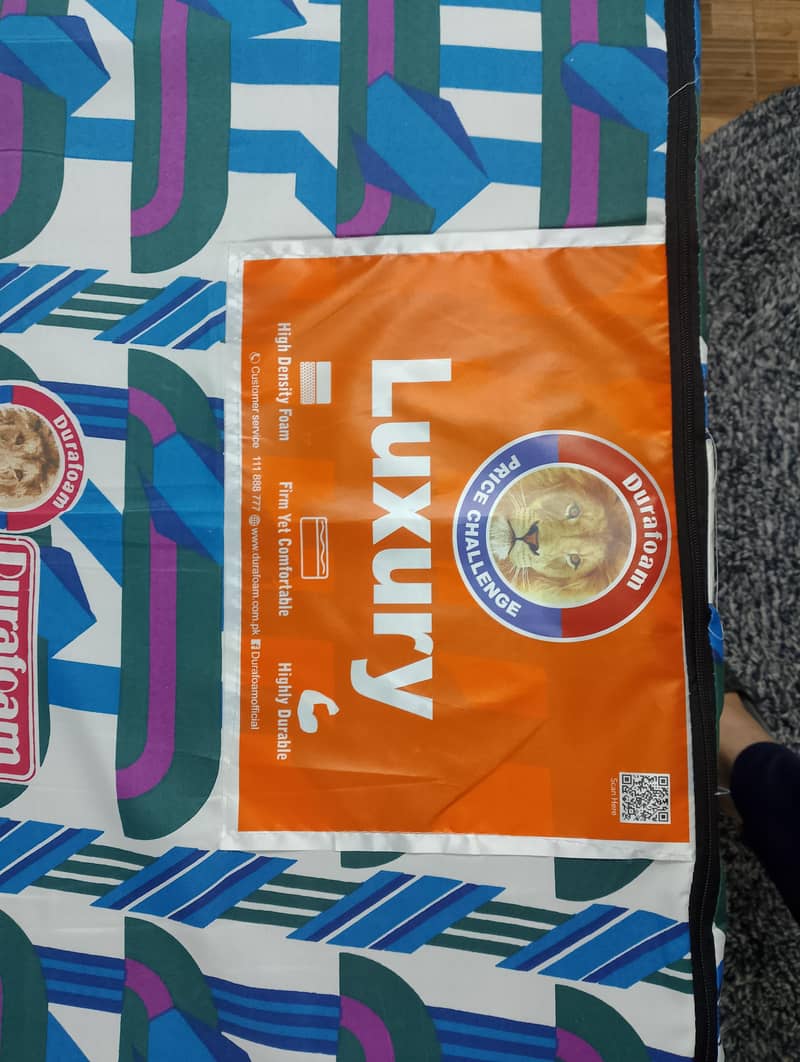 Durafoam
PRICE CHALLENGE
Scan Here
Luxury
High Density Foam
Firm Yet Comfortable
Highly Durable
Customer service 111 888 777 www.durafoam.com.pk Durafoamofficial
Durafoam
Durafoam